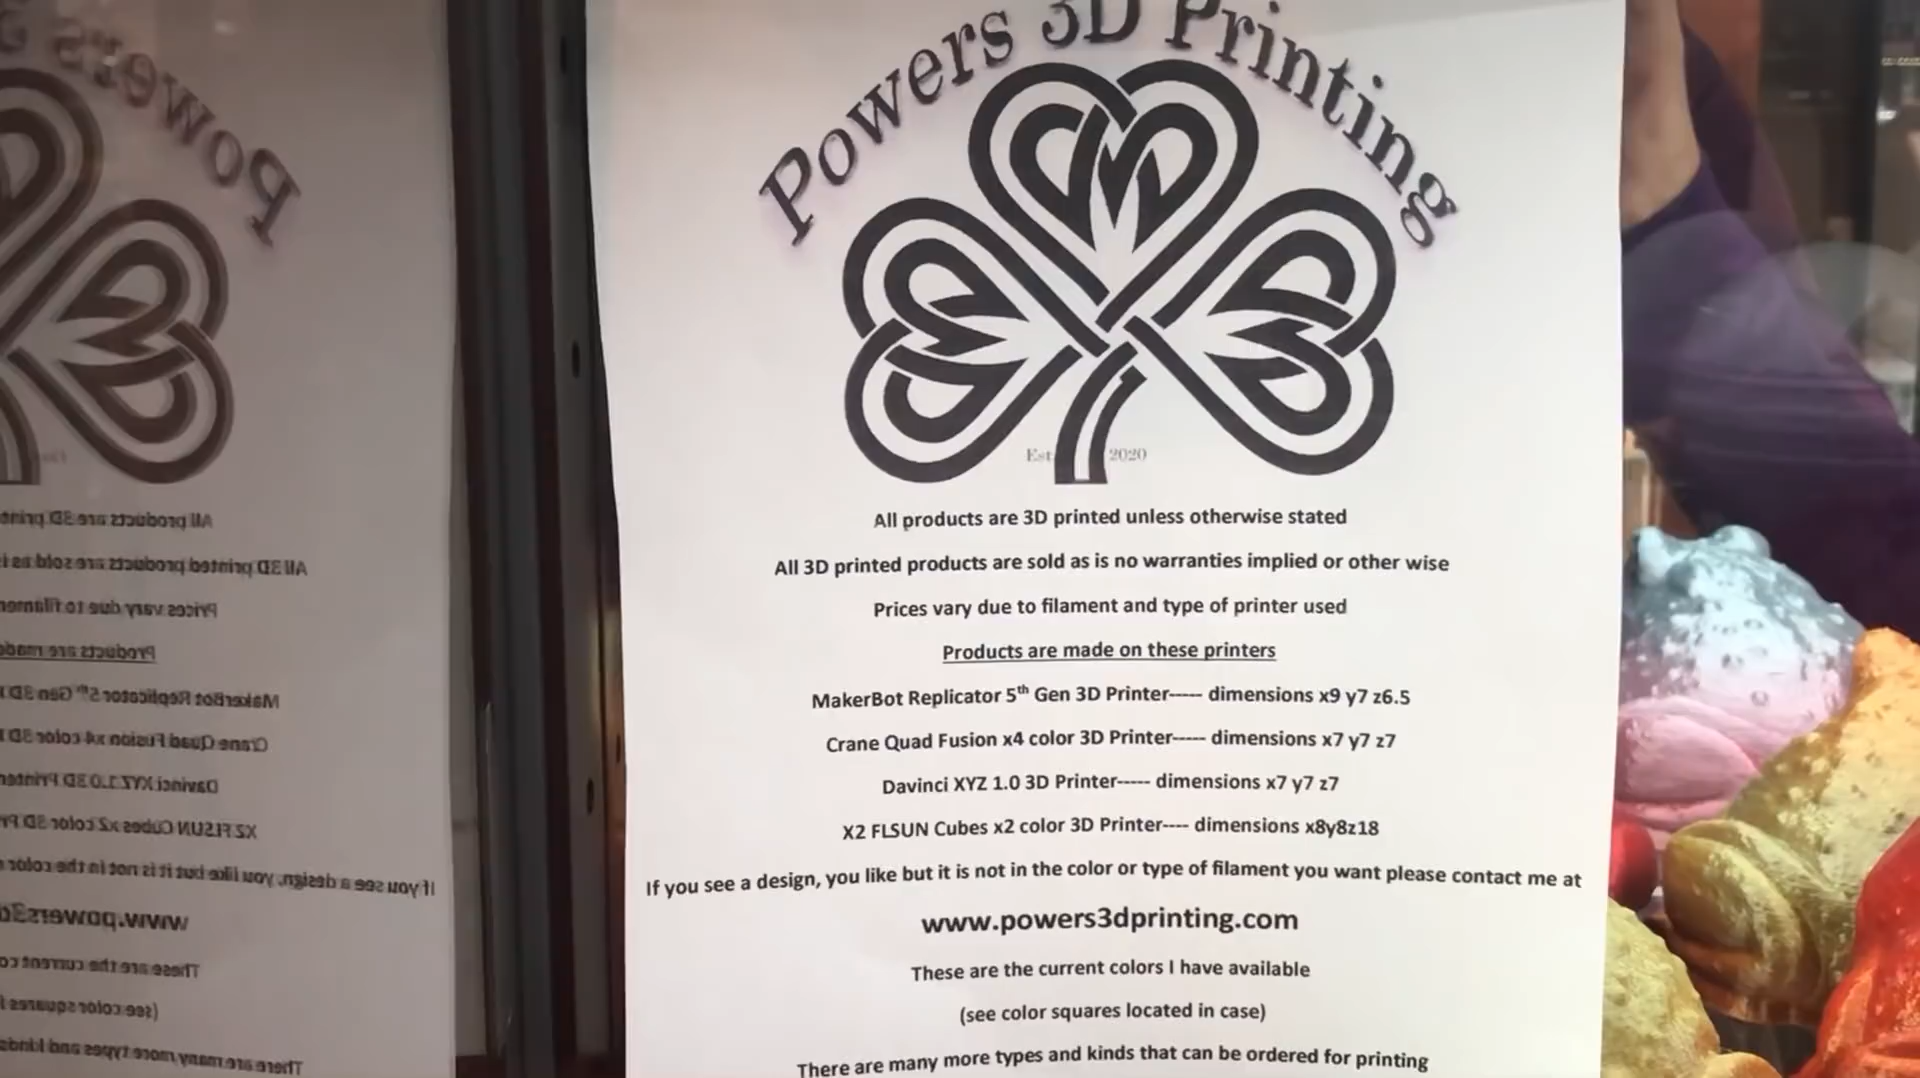 Powers 3D Printing
Est 2020
All products are 3D printed unless otherwise stated
All 3D printed products are sold as is no warranties implied or other wise
Prices vary due to filament and type of printer used
Products are made on these printers
MakerBot Replicator 5th Gen 3D Printer----- dimensions x9 y7 z6.5
Crane Quad Fusion x4 color 3D Printer----- dimensions x7 y7 z7
Davinci XYZ 1.0 3D Printer----- dimensions x7 y7 z7
X2 FLSUN Cubes x2 color 3D Printer---- dimensions x8y8z18
If you see a design, you like but it is not in the color or type of filament you want please contact me at
www.powers3dprinting.com
These are the current colors I have available
(see color squares located in case)
There are many more types and kinds that can be ordered for printing